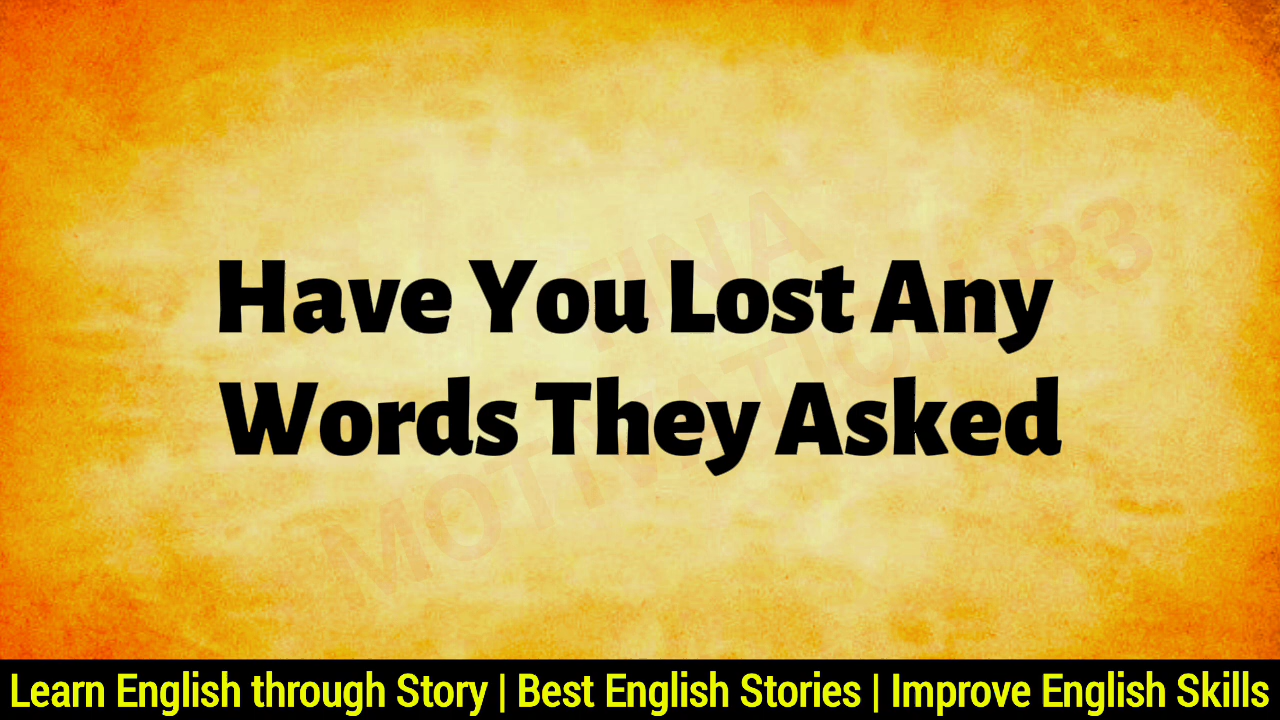 Have You Lost Any
Words They Asked
Learn English through Story | Best English Stories | Improve English Skills